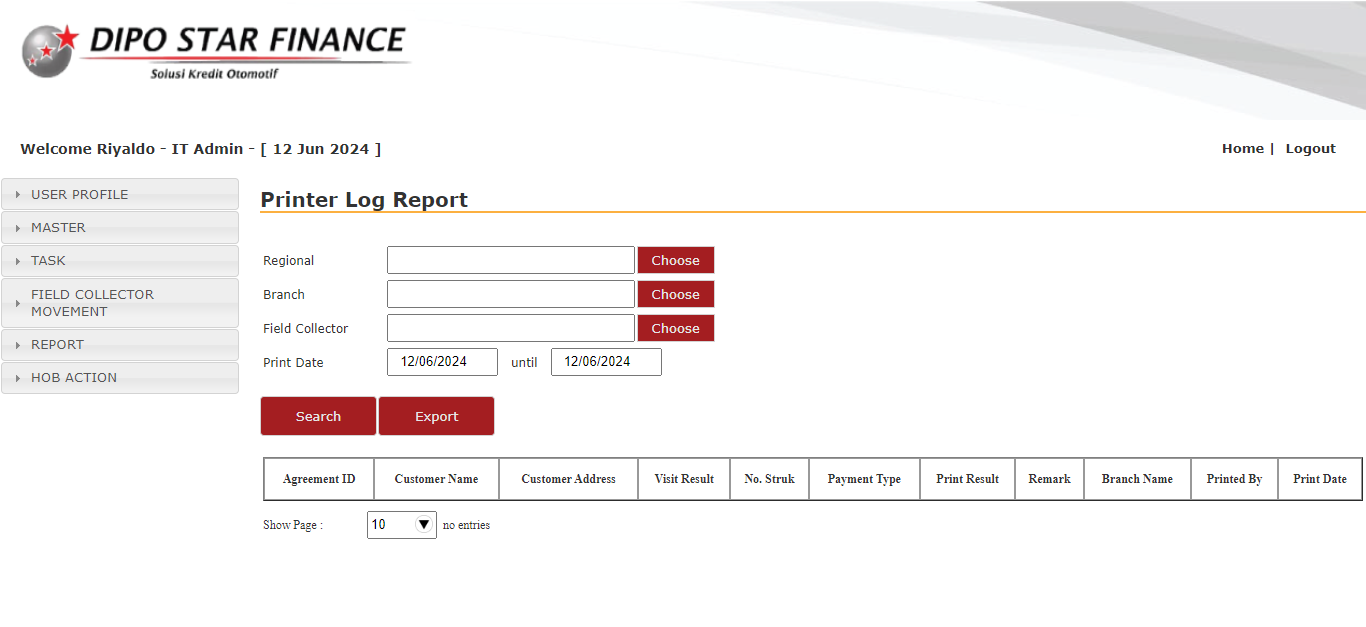 DIPO STAR FINANCE
Solusi Kredit Otomotif
Welcome Riyaldo - IT Admin - [ 12 Jun 2024 ]
Home | Logout
USER PROFILE
MASTER
TASK
FIELD COLLECTOR
MOVEMENT
REPORT
HOB ACTION
Printer Log Report
Regional Choose
Branch Choose
Field Collector Choose
Print Date 12/06/2024 until 12/06/2024
Search Export
Agreement ID Customer Name Customer Address Visit Result No. Struk Payment Type Print Result Remark Branch Name Printed By Print Date
Show Page : 10 no entries